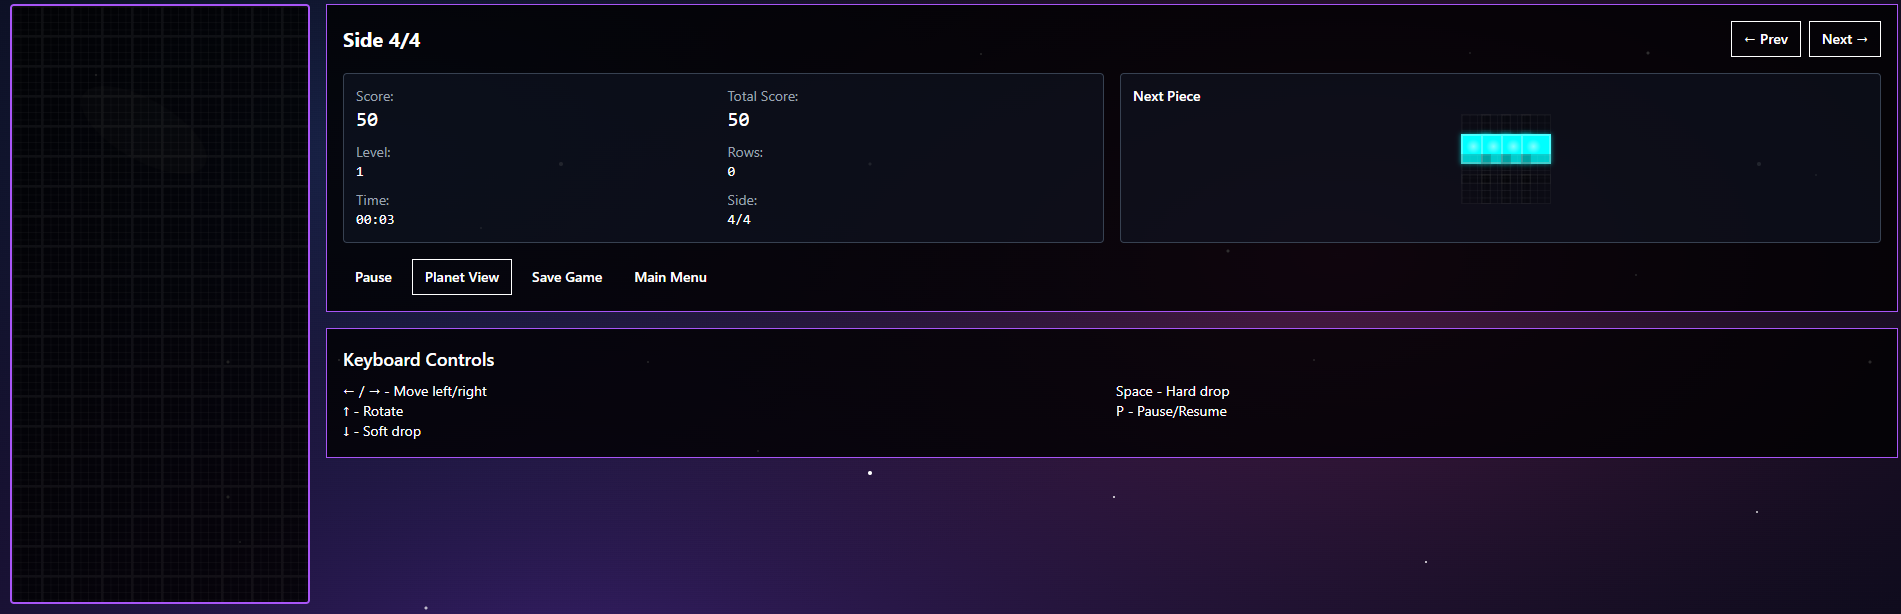 Side 4/4
← Prev
Next →
Score:
50
Total Score:
50
Level:
1
Rows:
0
Time:
00:03
Side:
4/4
Next Piece
Pause
Planet View
Save Game
Main Menu
Keyboard Controls
← / → - Move left/right
↑ - Rotate
↓ - Soft drop
Space - Hard drop
P - Pause/Resume